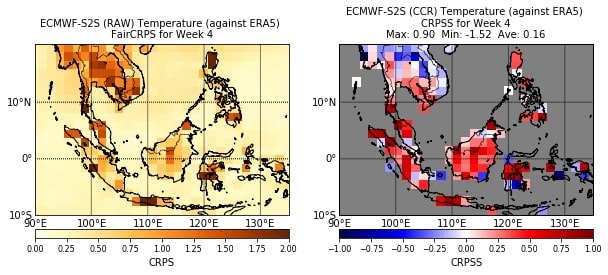 ECMWF-S2S (RAW) Temperature (against ERA5)
FairCRPS for Week 4
10°N
0°
10°S
90°E 100°E 110°E 120°E 130°E
0.00 0.25 0.50 0.75 1.00 1.25 1.50 1.75 2.00
CRPS
ECMWF-S2S (CCR) Temperature (against ERA5)
CRPSS for Week 4
Max: 0.90 Min: -1.52 Ave: 0.16
10°N
0°
10°S
90°E 100°E 110°E 120°E 130°E
−1.00 −0.75 −0.50 −0.25 0.00 0.25 0.50 0.75 1.00
CRPSS